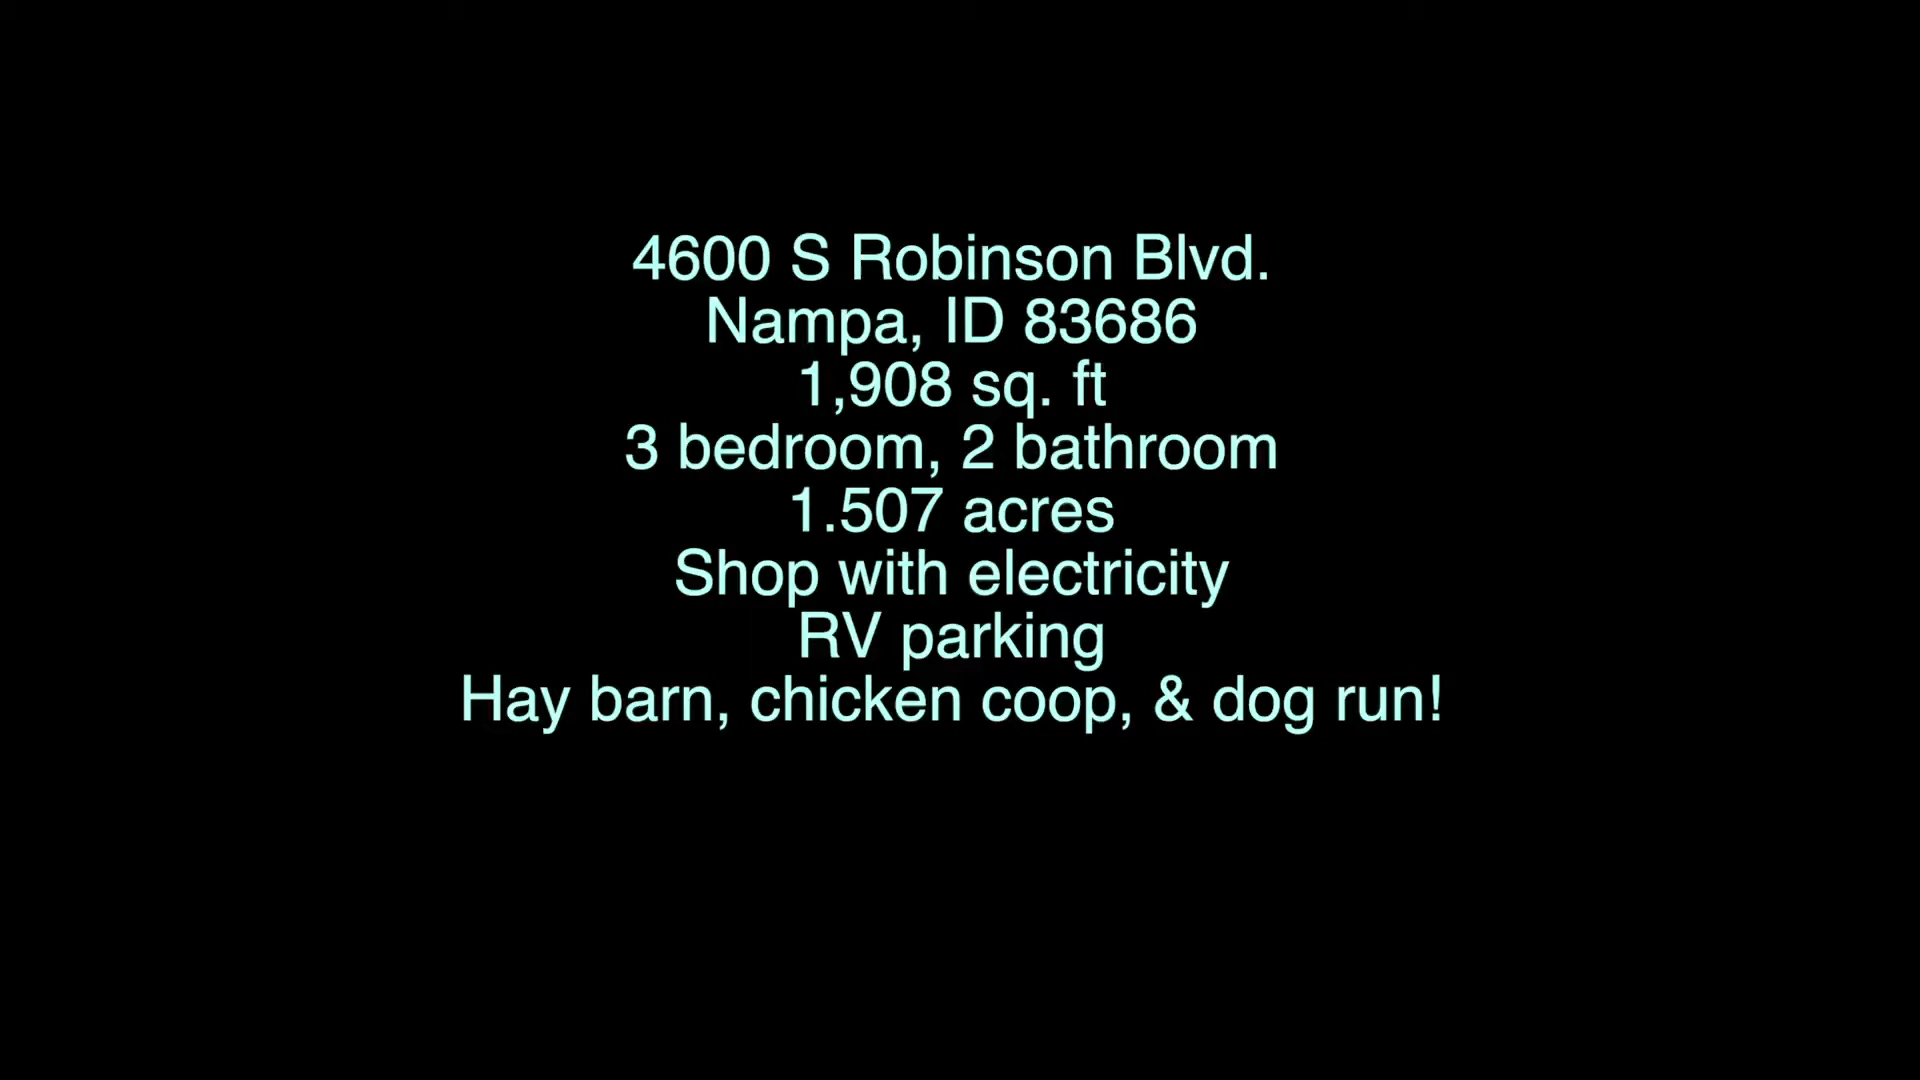 4600 S Robinson Blvd.
Nampa, ID 83686
1,908 sq. ft
3 bedroom, 2 bathroom
1.507 acres
Shop with electricity
RV parking
Hay barn, chicken coop, & dog run!